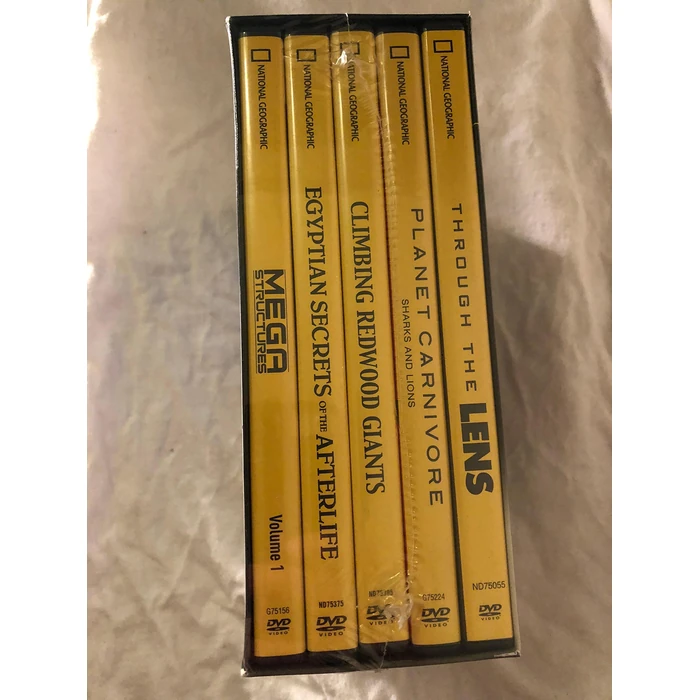 NATIONAL GEOGRAPHIC
MEGA
STRUCTURES
Volume 1
G75156
DVD
VIDEO
NATIONAL GEOGRAPHIC
EGYPTIAN SECRETS OF THE AFTERLIFE
ND75375
DVD
VIDEO
NATIONAL GEOGRAPHIC
CLIMBING REDWOOD GIANTS
DVD
VIDEO
NATIONAL GEOGRAPHIC
PLANET CARNIVORE
SHARKS AND LIONS
G75224
DVD
VIDEO
NATIONAL GEOGRAPHIC
THROUGH THE LENS
ND75055
DVD
VIDEO